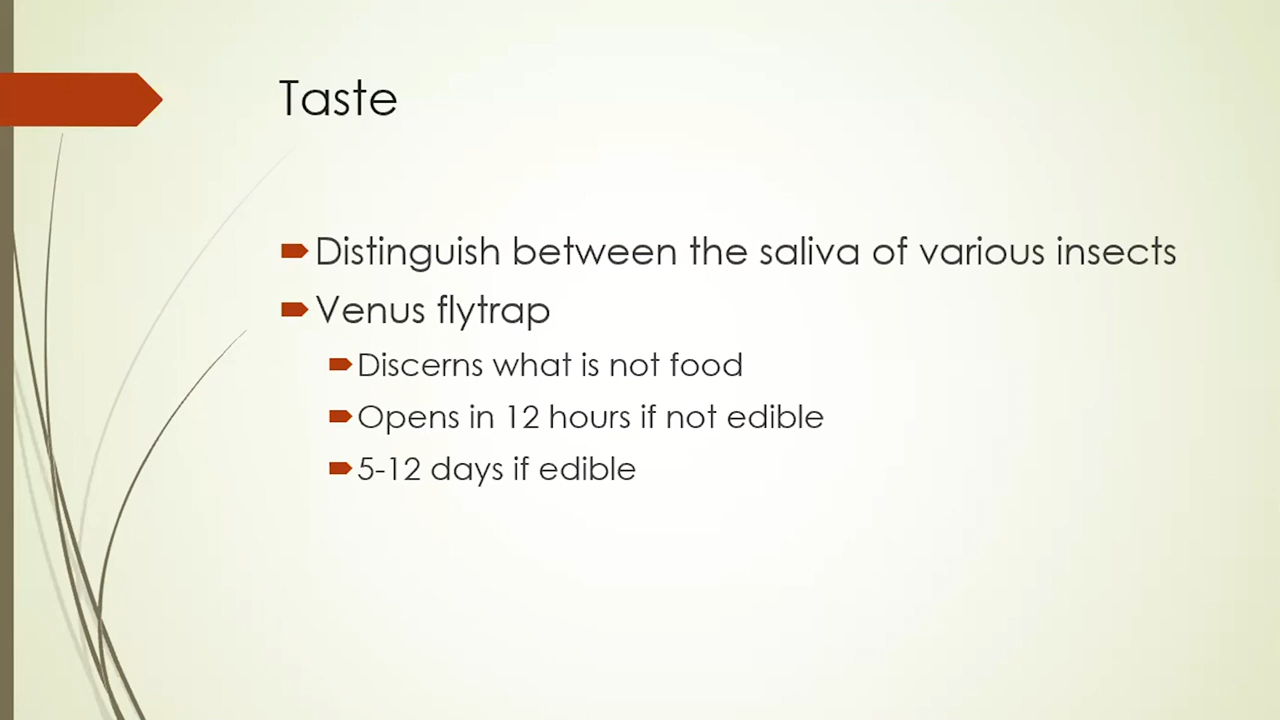 Taste
Distinguish between the saliva of various insects
Venus flytrap
Discerns what is not food
Opens in 12 hours if not edible
5-12 days if edible